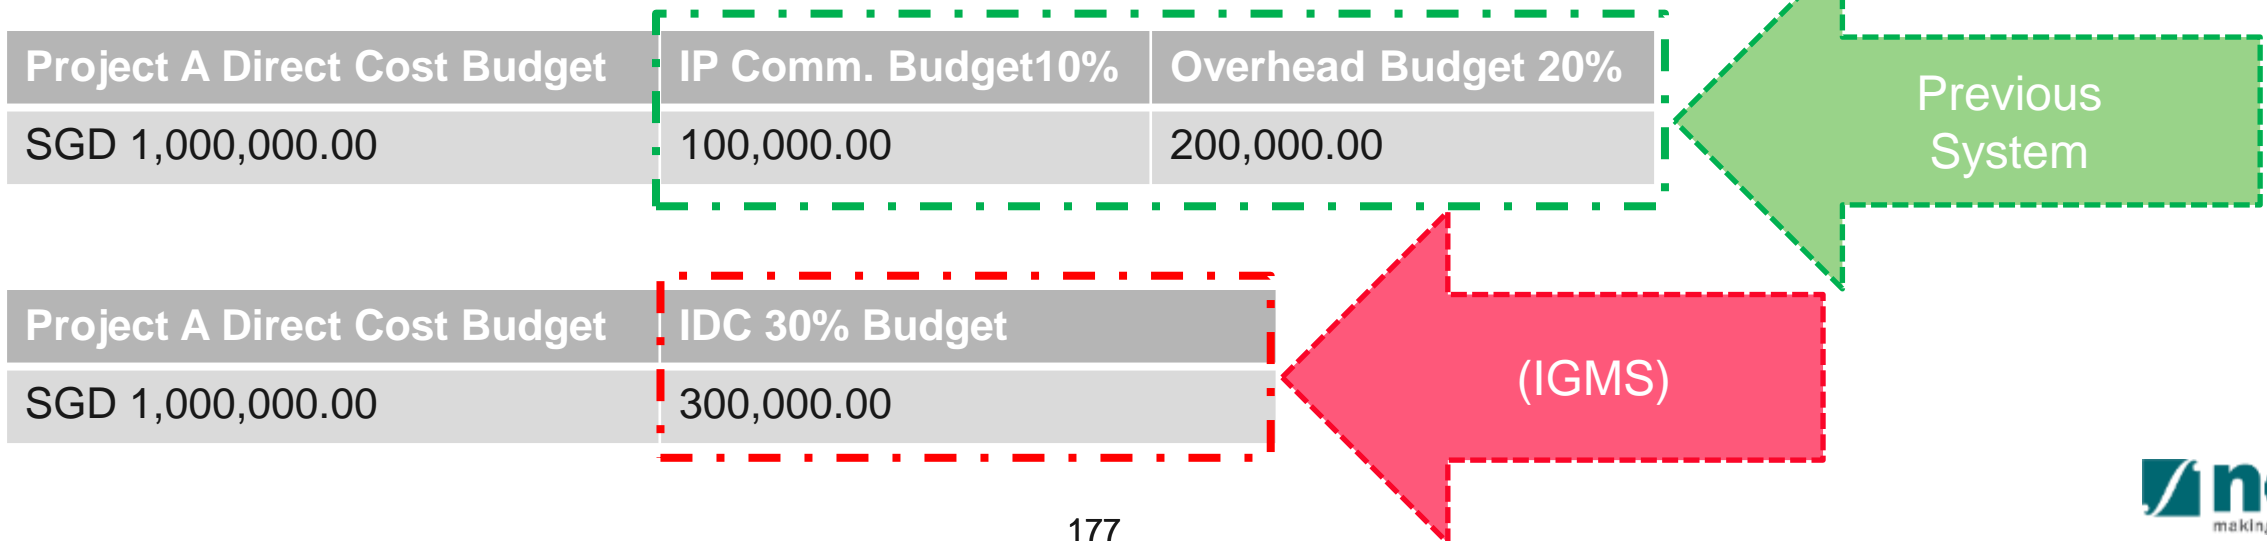 Project A Direct Cost Budget IP Comm. Budget10% Overhead Budget 20%
SGD 1,000,000.00 100,000.00 200,000.00
Previous
System
Project A Direct Cost Budget IDC 30% Budget
SGD 1,000,000.00 300,000.00
(IGMS)
177